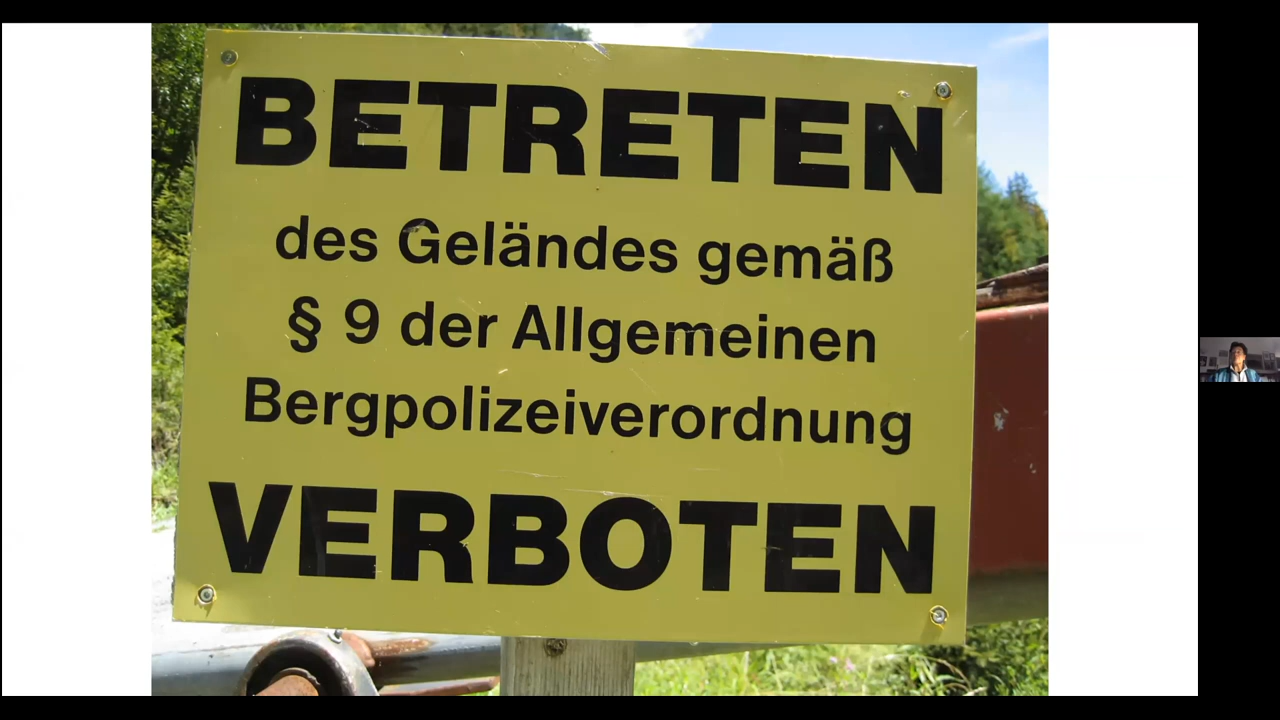 BETRETEN
des Geländes gemäß
§ 9 der Allgemeinen
Bergpolizeiverordnung
VERBOTEN